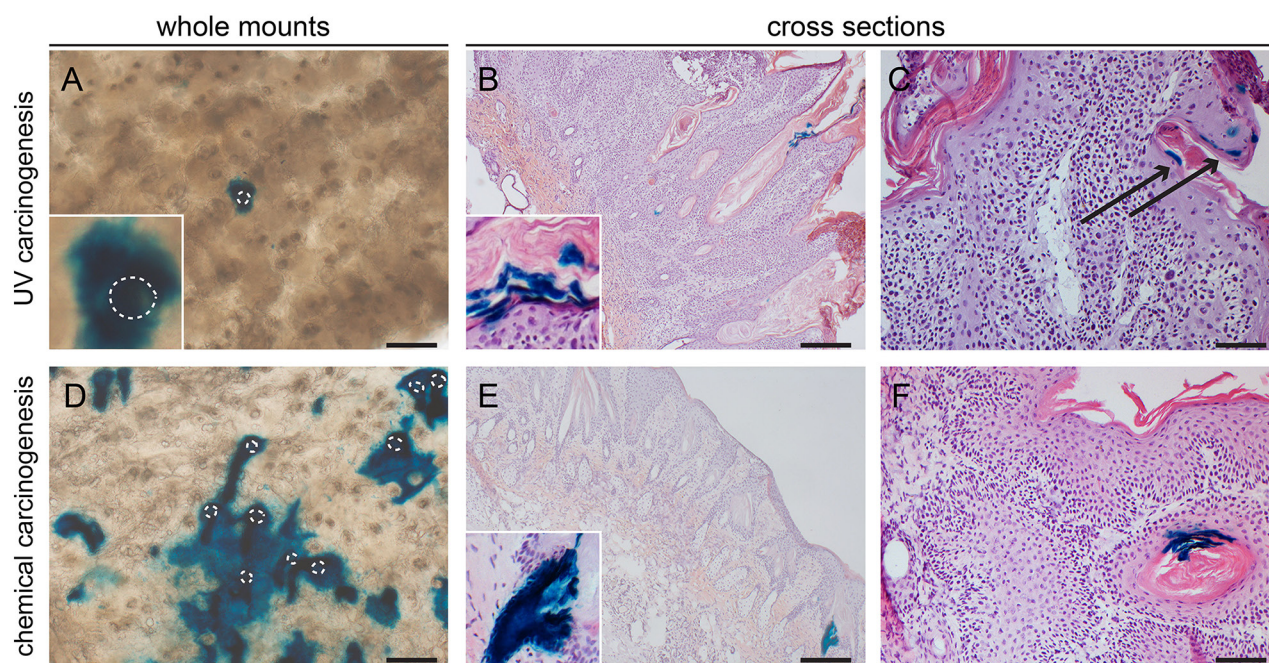 whole mounts
cross sections
UV carcinogenesis
A
B
C
chemical carcinogenesis
D
E
F